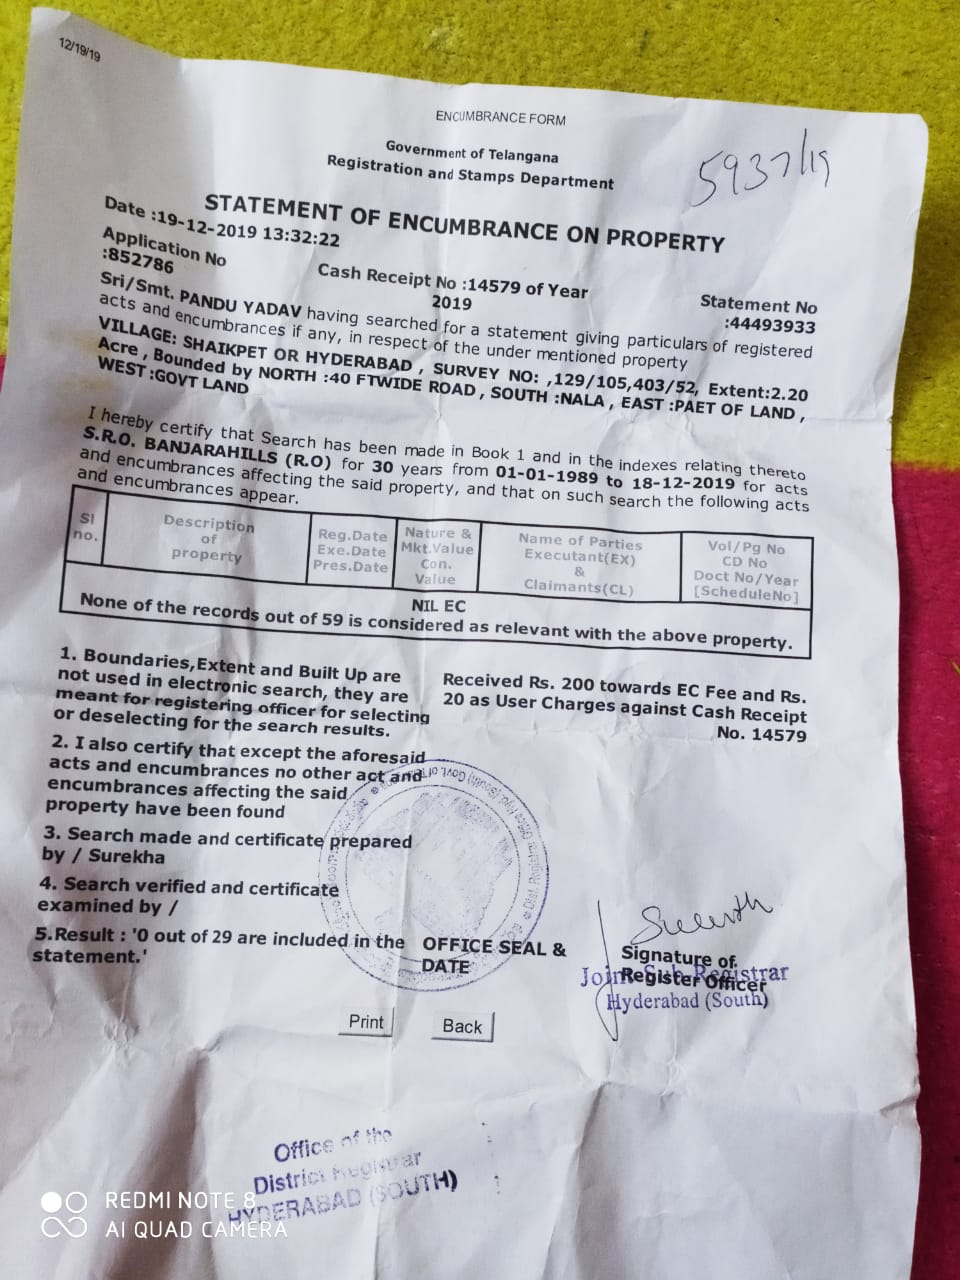 12/19/19
ENCUMBRANCE FORM
5937/19
Government of Telangana
Registration and Stamps Department
STATEMENT OF ENCUMBRANCE ON PROPERTY
Date :19-12-2019 13:32:22
Application No
:852786
Cash Receipt No :14579 of Year
2019
Statement No
:44493933
Sri/Smt. PANDU YADAV having searched for a statement giving particulars of registered
acts and encumbrances if any, in respect of the under mentioned property
VILLAGE: SHAIKPET OR HYDERABAD , SURVEY NO: ,129/105,403/52, Extent:2.20
Acre , Bounded by NORTH :40 FTWIDE ROAD , SOUTH :NALA , EAST :PAET OF LAND ,
WEST :GOVT LAND
I hereby certify that Search has been made in Book 1 and in the indexes relating thereto
S.R.O. BANJARAHILLS (R.O) for 30 years from 01-01-1989 to 18-12-2019 for acts
and encumbrances affecting the said property, and that on such search the following acts
and encumbrances appear.
Sl
no.
Description
of
property
Reg.Date
Exe.Date
Pres.Date
Nature &
Mkt.Value
Con.
Value
Name of Parties
Executant(EX)
&
Claimants(CL)
Vol/Pg No
CD No
Doct No/Year
[ScheduleNo]
NIL EC
None of the records out of 59 is considered as relevant with the above property.
1. Boundaries,Extent and Built Up are
not used in electronic search, they are
meant for registering officer for selecting
or deselecting for the search results.
Received Rs. 200 towards EC Fee and Rs.
20 as User Charges against Cash Receipt
No. 14579
2. I also certify that except the aforesaid
acts and encumbrances no other act and
encumbrances affecting the said
property have been found
3. Search made and certificate prepared
by / Surekha
4. Search verified and certificate
examined by /
5.Result : '0 out of 29 are included in the
statement.'
OFFICE SEAL &
DATE
Signature of
Register Officer
Joint Sub-Registrar
Hyderabad (South)
Print
Back
Office of the
District Registrar
HYDERABAD (SOUTH)
REDMI NOTE 8
AI QUAD CAMERA